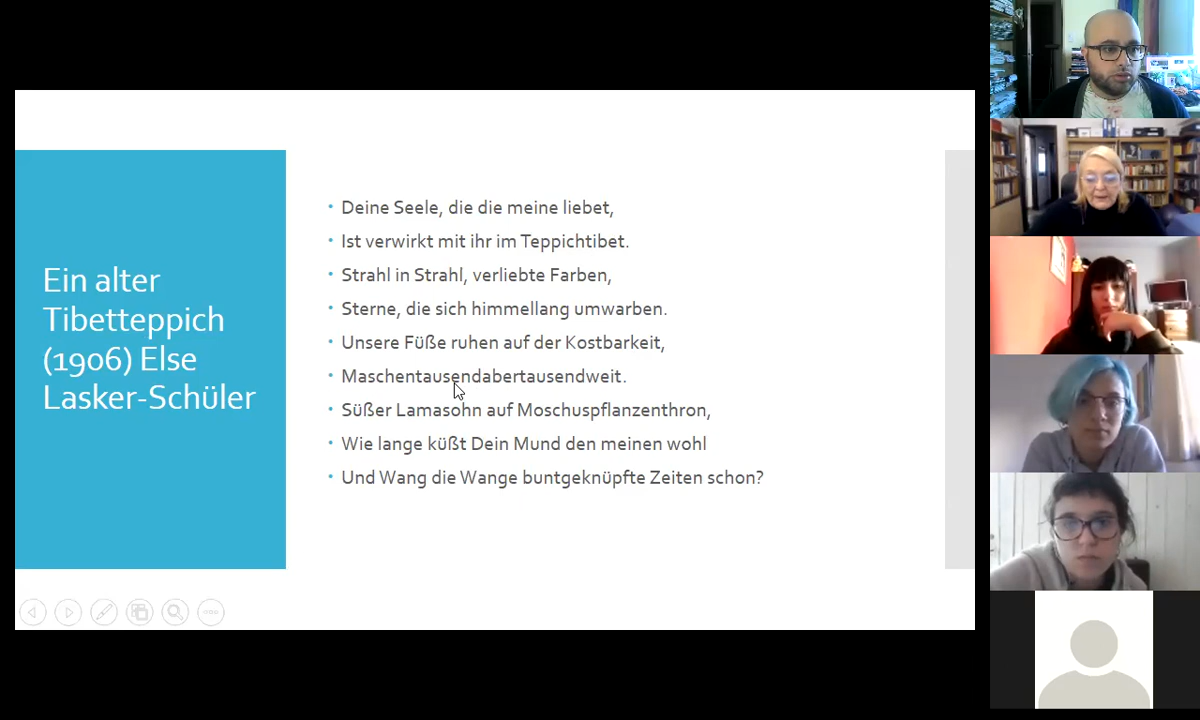 Ein alter
Tibetteppich
(1906) Else
Lasker-Schüler
Deine Seele, die die meine liebet,
Ist verwirkt mit ihr im Teppichtibet.
Strahl in Strahl, verliebte Farben,
Sterne, die sich himmellang umwarben.
Unsere Füße ruhen auf der Kostbarkeit,
Maschentausendabertausendweit.
Süßer Lamasohn auf Moschuspflanzenthron,
Wie lange küßt Dein Mund den meinen wohl
Und Wang die Wange buntgeknüpfte Zeiten schon?